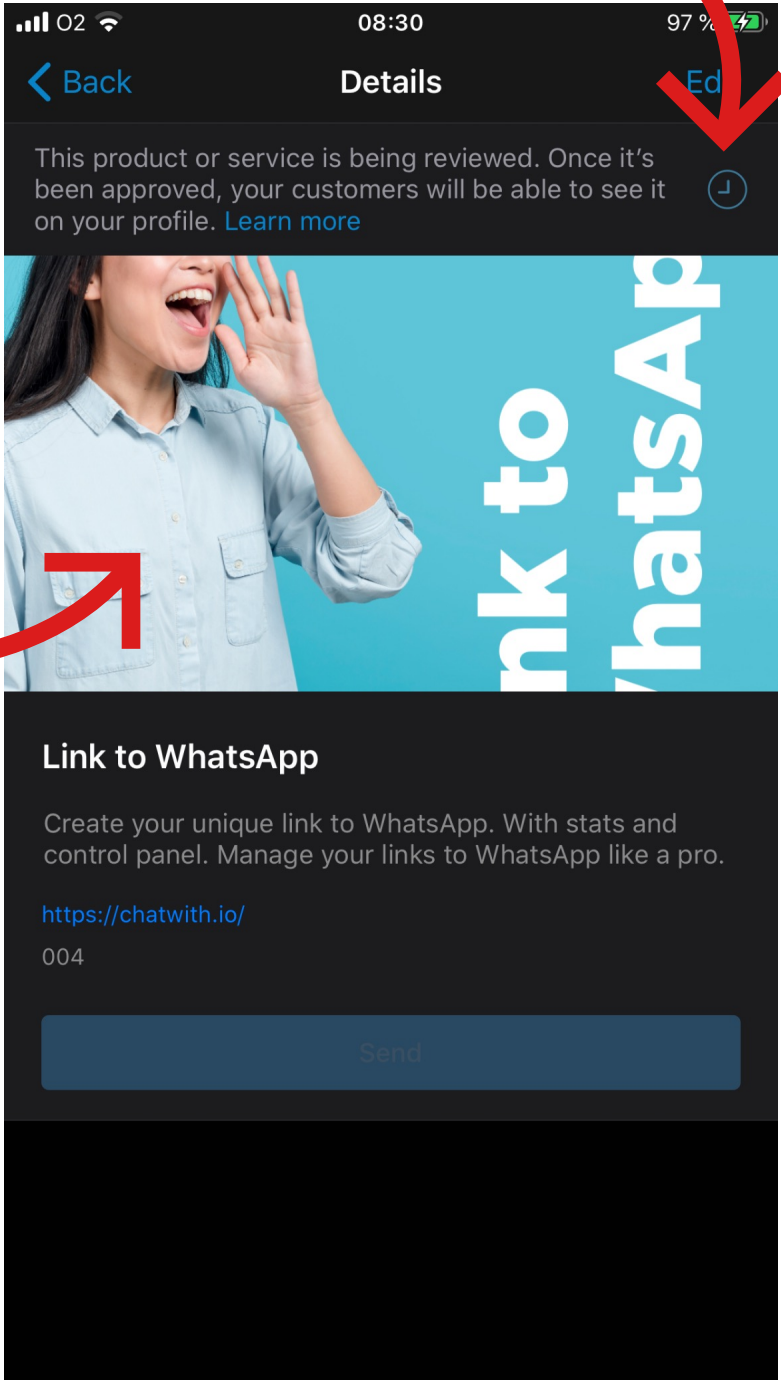 O2 08:30 97 %
Back Details Ed
This product or service is being reviewed. Once it's
been approved, your customers will be able to see it
on your profile. Learn more
nk to
hatsAp
Link to WhatsApp
Create your unique link to WhatsApp. With stats and
control panel. Manage your links to WhatsApp like a pro.
https://chatwith.io/
004
Send